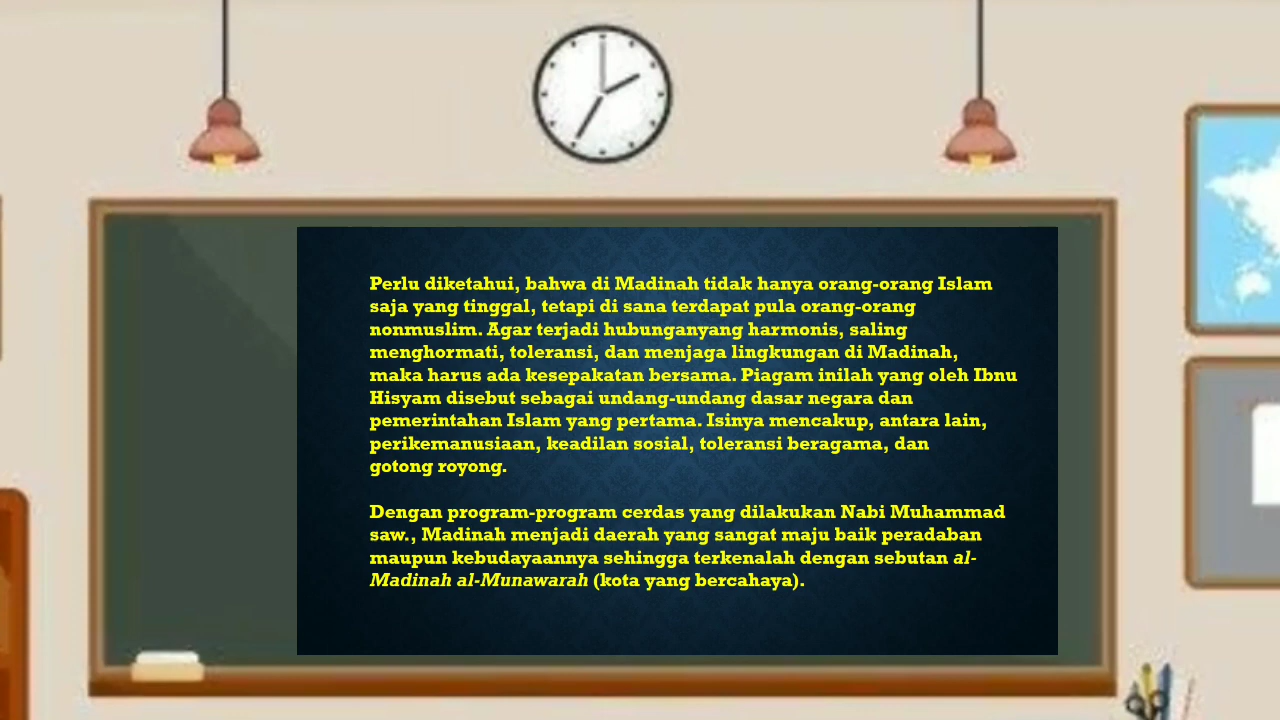 Perlu diketahui, bahwa di Madinah tidak hanya orang-orang Islam
saja yang tinggal, tetapi di sana terdapat pula orang-orang
nonmuslim. Agar terjadi hubunganyang harmonis, saling
menghormati, toleransi, dan menjaga lingkungan di Madinah,
maka harus ada kesepakatan bersama. Piagam inilah yang oleh Ibnu
Hisyam disebut sebagai undang-undang dasar negara dan
pemerintahan Islam yang pertama. Isinya mencakup, antara lain,
perikemanusiaan, keadilan sosial, toleransi beragama, dan
gotong royong.
Dengan program-program cerdas yang dilakukan Nabi Muhammad
saw., Madinah menjadi daerah yang sangat maju baik peradaban
maupun kebudayaannya sehingga terkenalah dengan sebutan al-
Madinah al-Munawarah (kota yang bercahaya).